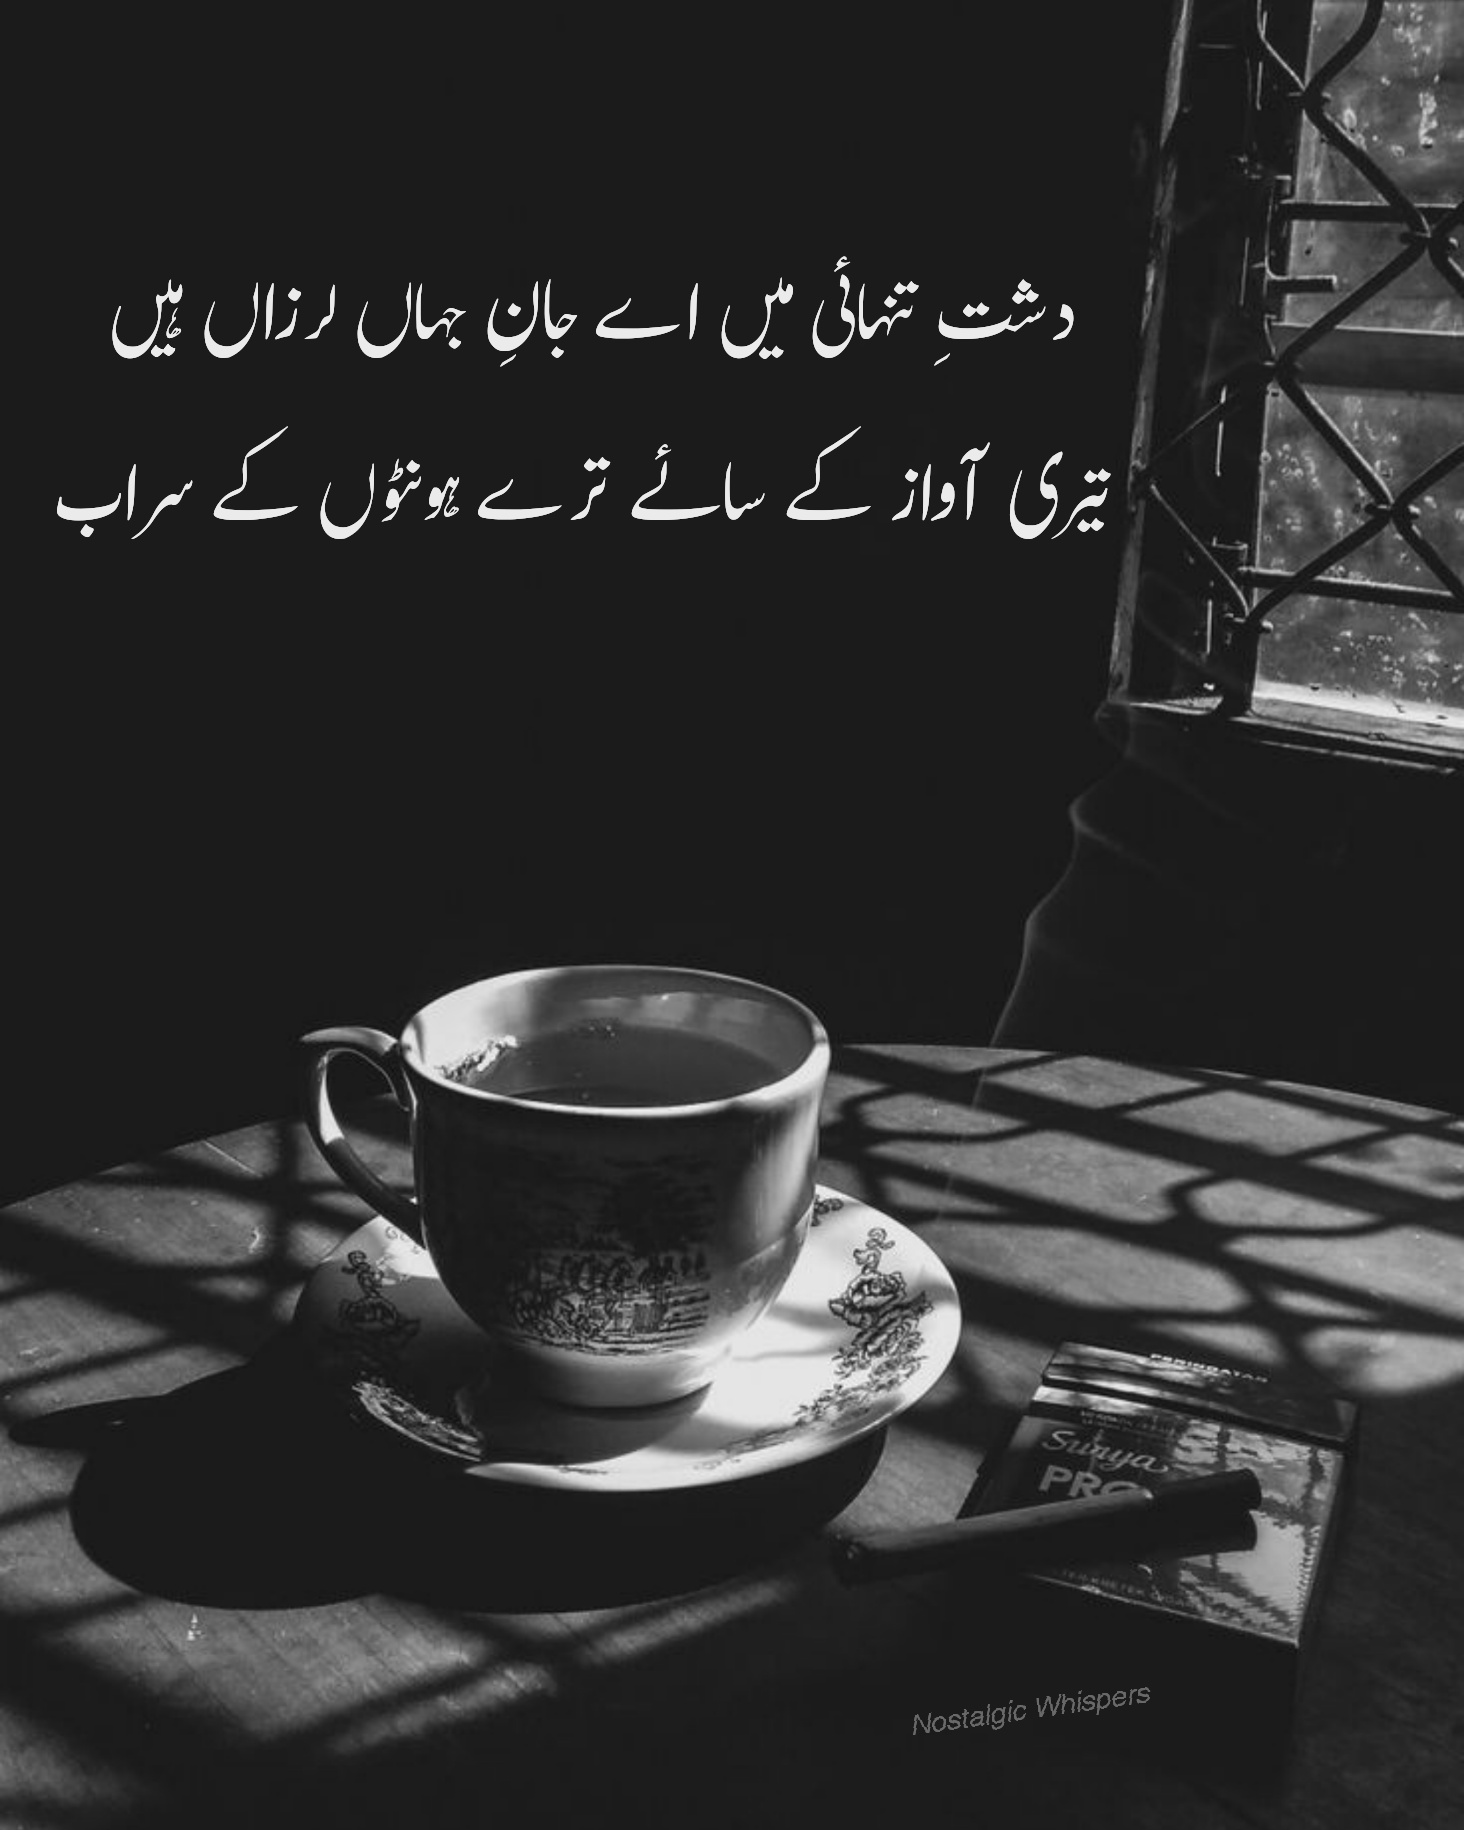 دشتِ تنہائی میں اے جانِ جہاں لرزاں ہیں
تیری آواز کے سائے ترے ہونٹوں کے سراب
PERINGATAN
Surya
PRO
Nostalgic Whispers